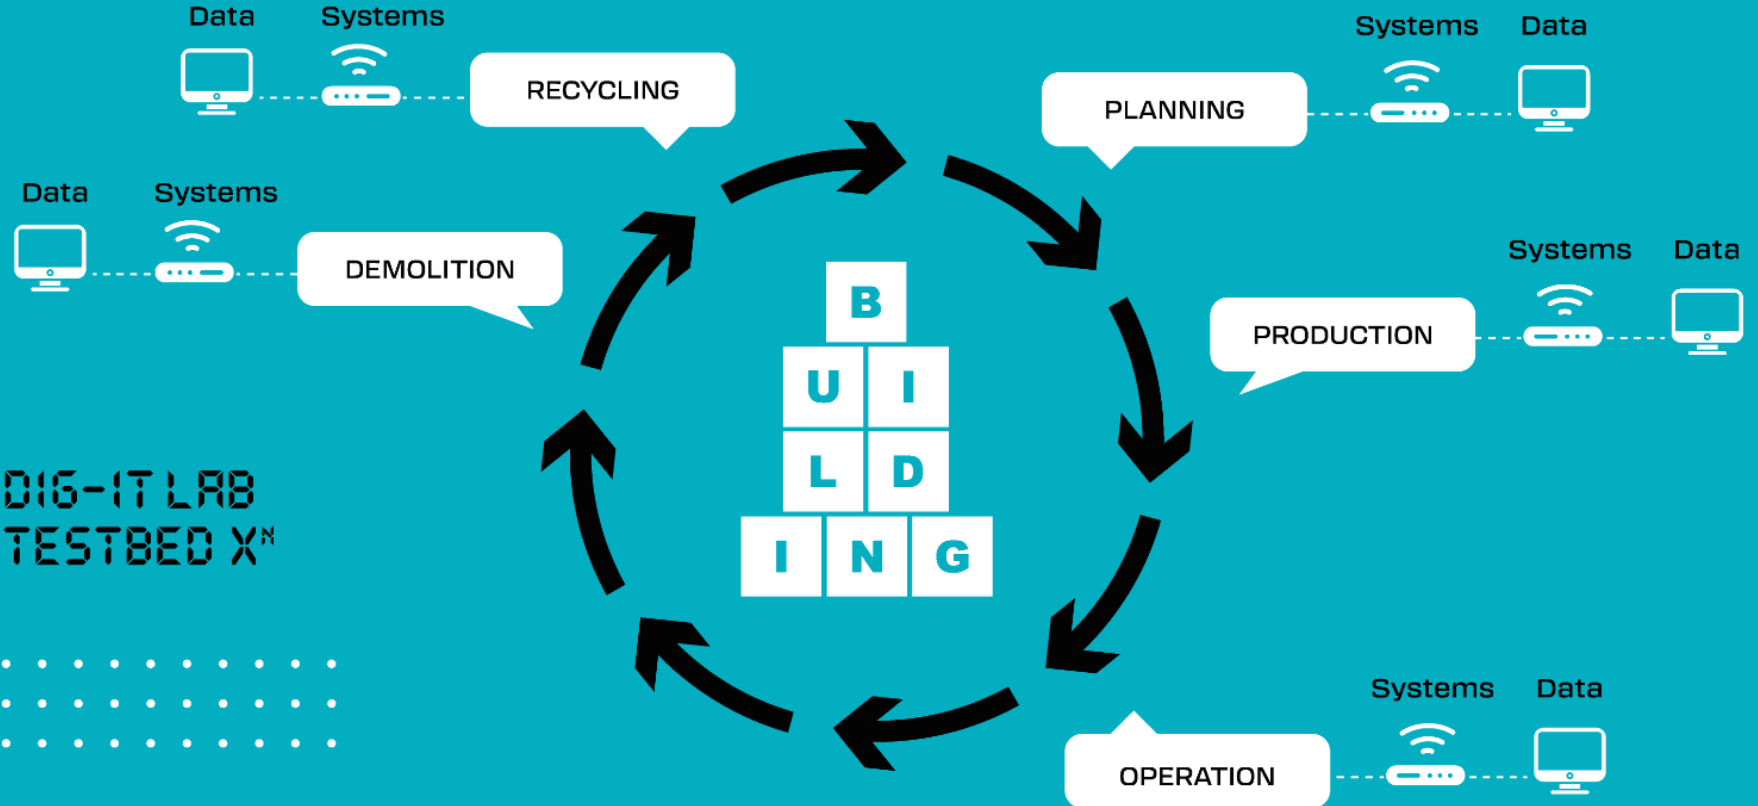 Data Systems
RECYCLING
Systems Data
PLANNING
Data Systems
DEMOLITION
Systems Data
PRODUCTION
B
U I
L D
I N G
DIG-IT LAB
TESTBED Xᴺ
Systems Data
OPERATION